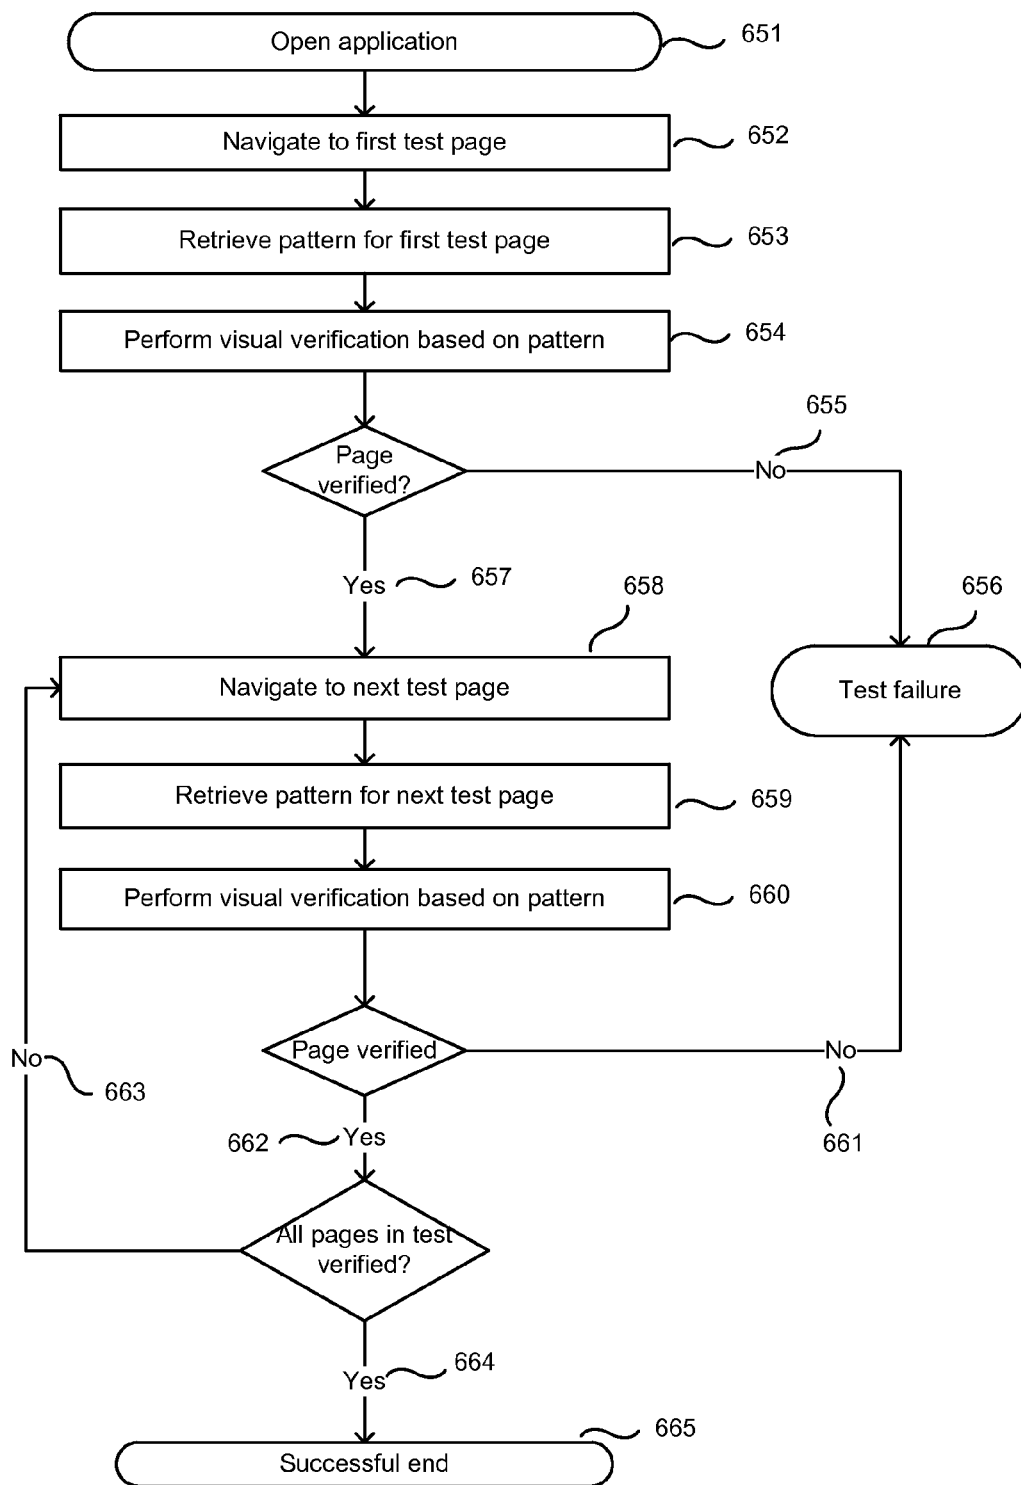 Open application
651
Navigate to first test page
652
Retrieve pattern for first test page
653
Perform visual verification based on pattern
654
Page
verified?
655
No
Yes
657
658
656
Navigate to next test page
Test failure
Retrieve pattern for next test page
659
Perform visual verification based on pattern
660
Page verified
No
No
663
661
662
Yes
All pages in test
verified?
Yes
664
665
Successful end